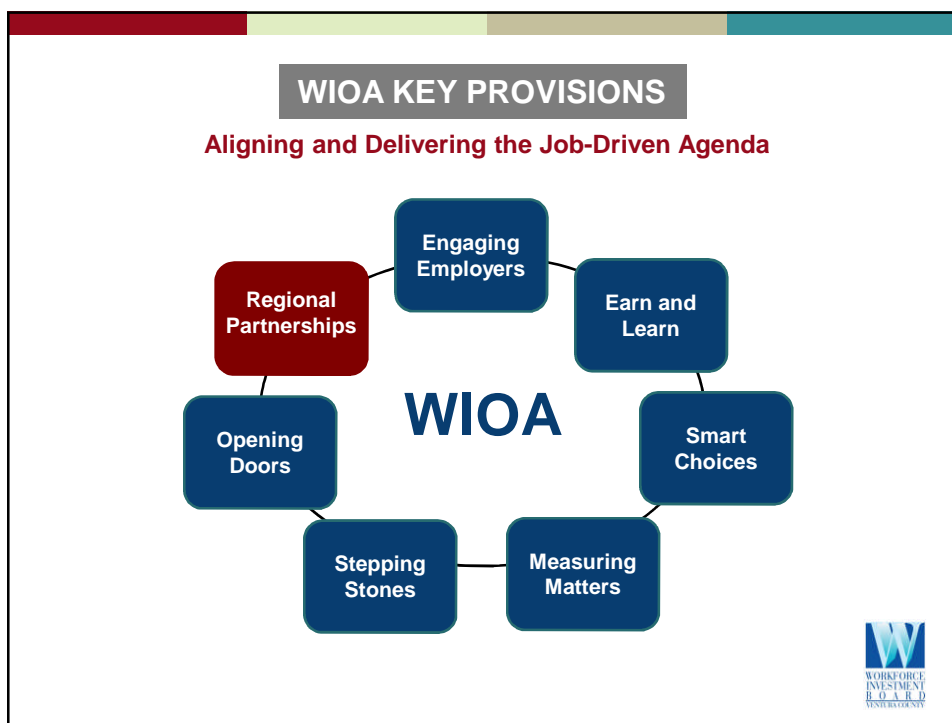 WIOA KEY PROVISIONS
Aligning and Delivering the Job-Driven Agenda
Engaging
Employers
Regional
Partnerships
Earn and
Learn
WIOA
Opening
Doors
Smart
Choices
Stepping
Stones
Measuring
Matters
W
WORKFORCE
INVESTMENT
BOARD
VENTURA COUNTY